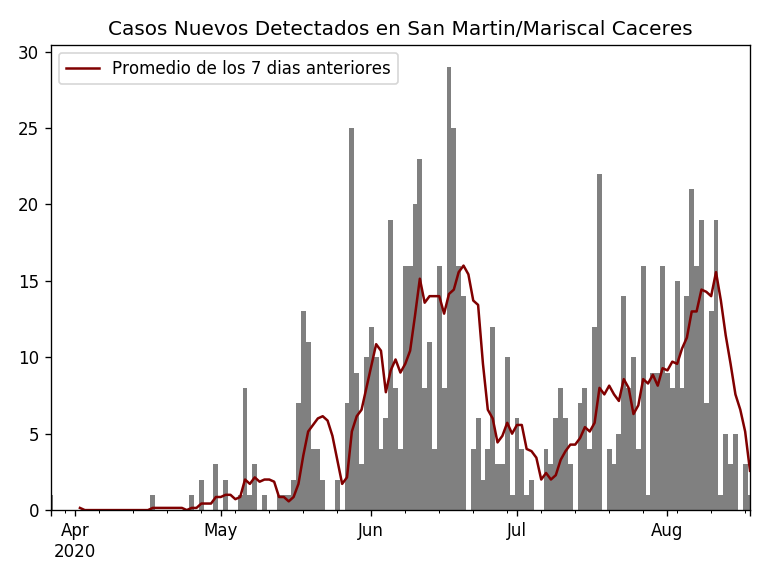 Casos Nuevos Detectados en San Martin/Mariscal Caceres
Promedio de los 7 dias anteriores
30
25
20
15
10
5
0
Apr May Jun Jul Aug
2020